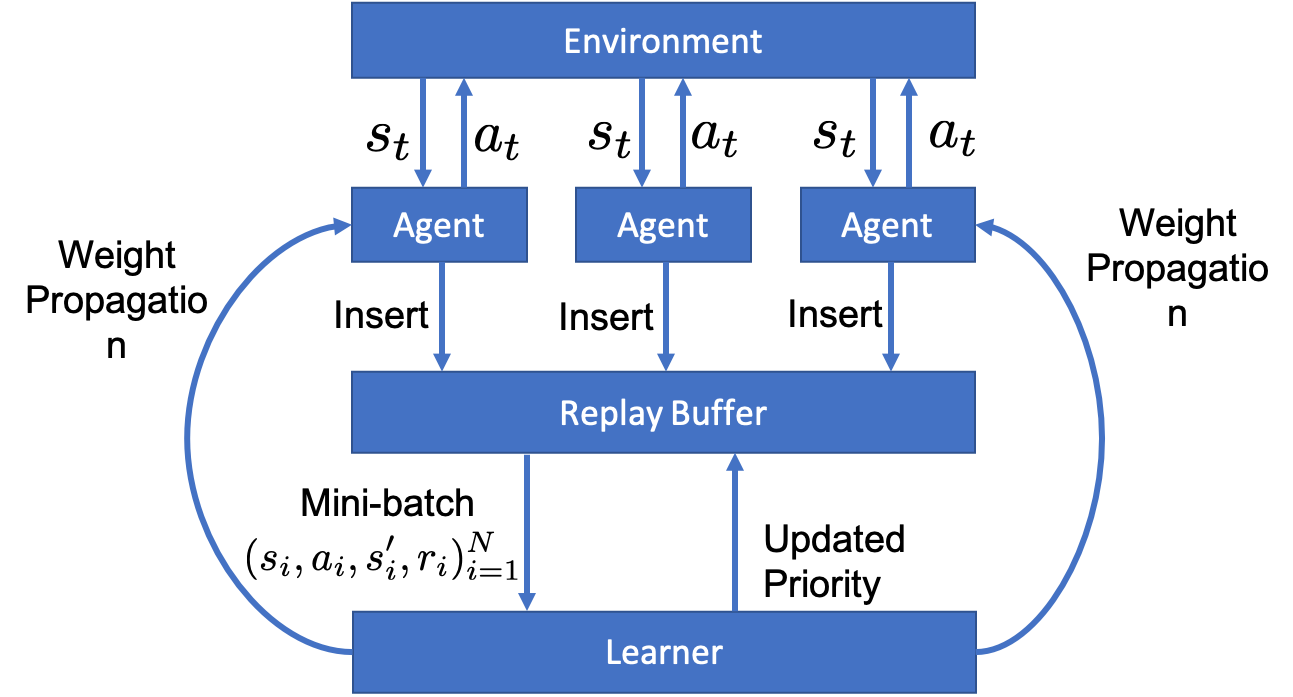 Environment
s_t a_t s_t a_t s_t a_t
Agent Agent Agent
Weight
Propagatio
n
Weight
Propagatio
n
Insert Insert Insert
Replay Buffer
Mini-batch
(s_i, a_i, s'_i, r_i)_{i=1}^N
Updated
Priority
Learner